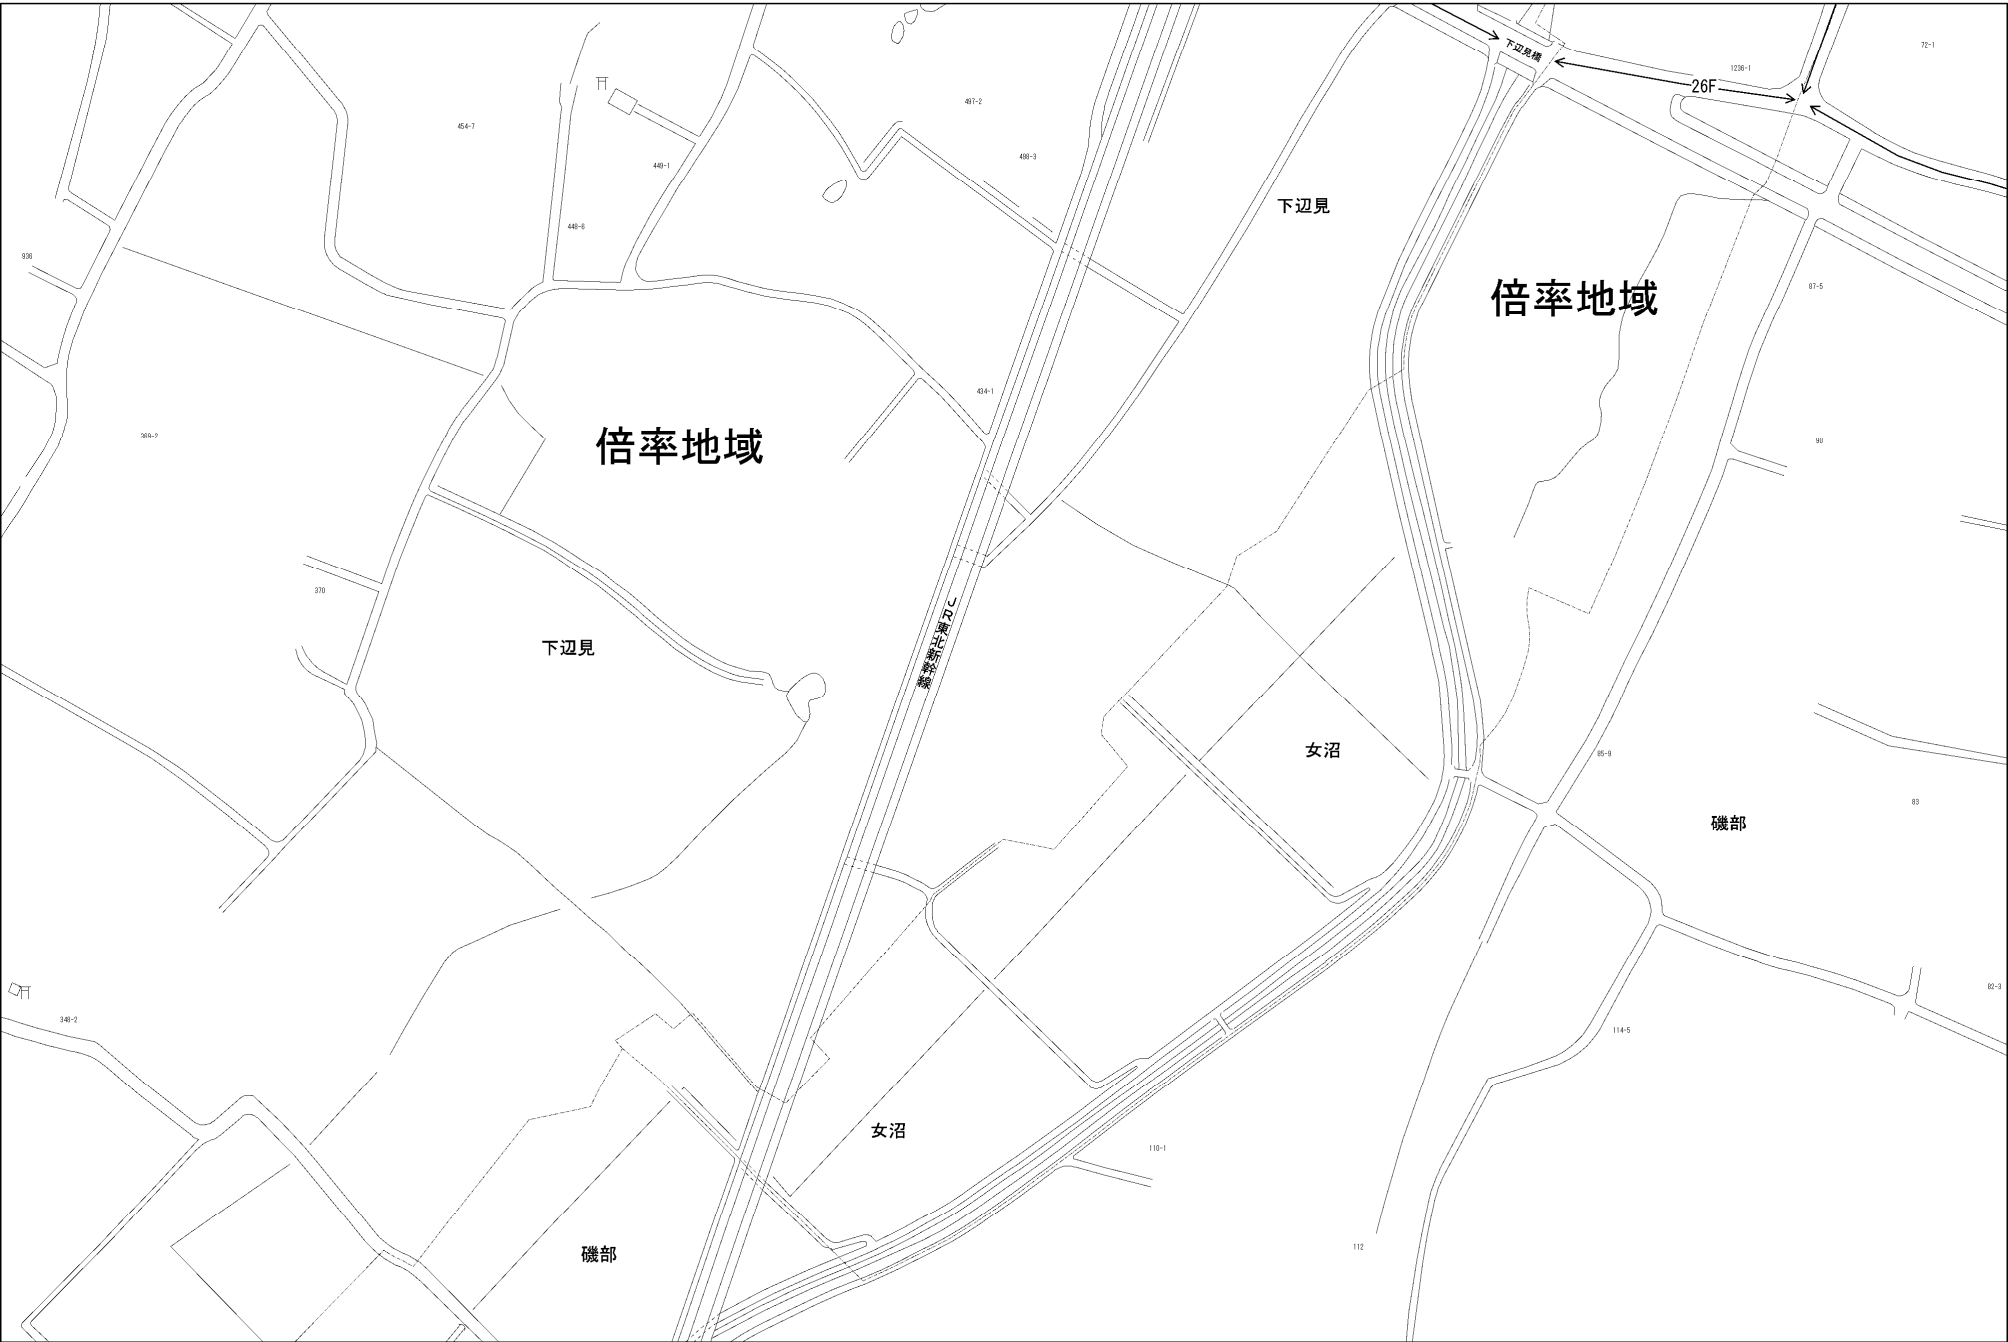 下辺見橋
72-1
1236-1
26F
497-2
454-7
498-3
449-1
下辺見
448-6
936
87-5
倍率地域
434-1
369-2
90
倍率地域
370
JR東北新幹線
下辺見
女沼
85-9
83
磯部
82-3
348-2
114-5
女沼
110-1
112
磯部